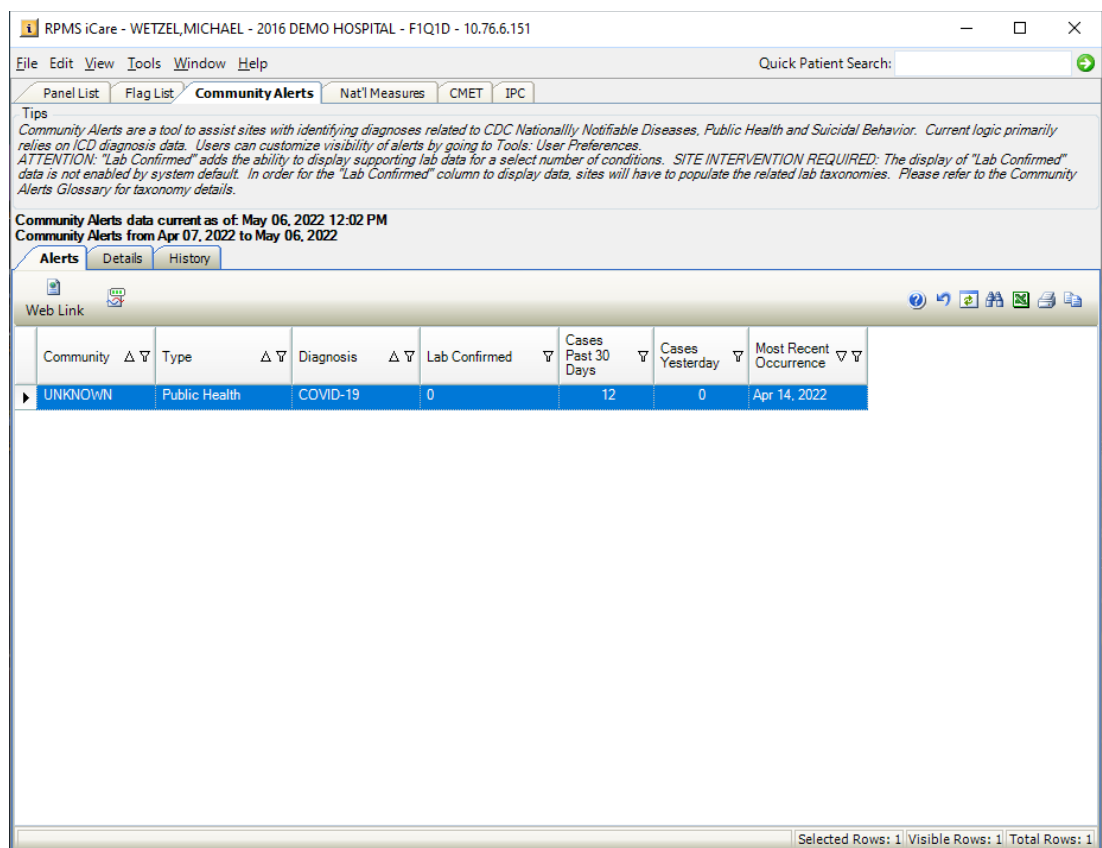 RPMS iCare - WETZEL,MICHAEL - 2016 DEMO HOSPITAL - F1Q1D - 10.76.6.151
File Edit View Tools Window Help Quick Patient Search:
Panel List Flag List Community Alerts Nat'l Measures CMET IPC
Tips
Community Alerts are a tool to assist sites with identifying diagnoses related to CDC Nationallly Notifiable Diseases, Public Health and Suicidal Behavior. Current logic primarily
relies on ICD diagnosis data. Users can customize visibility of alerts by going to Tools: User Preferences.
ATTENTION: "Lab Confirmed" adds the ability to display supporting lab data for a select number of conditions. SITE INTERVENTION REQUIRED: The display of "Lab Confirmed"
data is not enabled by system default. In order for the "Lab Confirmed" column to display data, sites will have to populate the related lab taxonomies. Please refer to the Community
Alerts Glossary for taxonomy details.
Community Alerts data current as of: May 06, 2022 12:02 PM
Community Alerts from Apr 07, 2022 to May 06, 2022
Alerts Details History
Web Link
Community Type Diagnosis Lab Confirmed Cases Past 30 Days Cases Yesterday Most Recent Occurrence
UNKNOWN Public Health COVID-19 0 12 0 Apr 14, 2022
Selected Rows: 1 Visible Rows: 1 Total Rows: 1